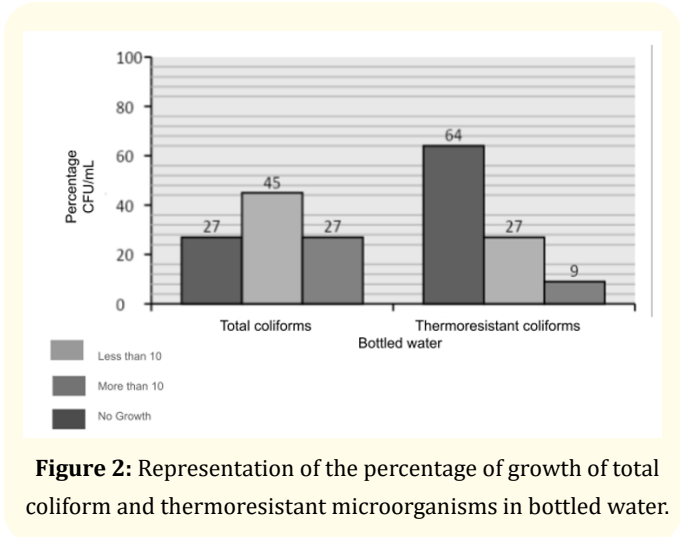 100
80
60
40
20
0
Percentage
CFU/mL
27
45
27
64
27
9
Total coliforms
Thermoresistant coliforms
Bottled water
Less than 10
More than 10
No Growth
Figure 2: Representation of the percentage of growth of total
coliform and thermoresistant microorganisms in bottled water.